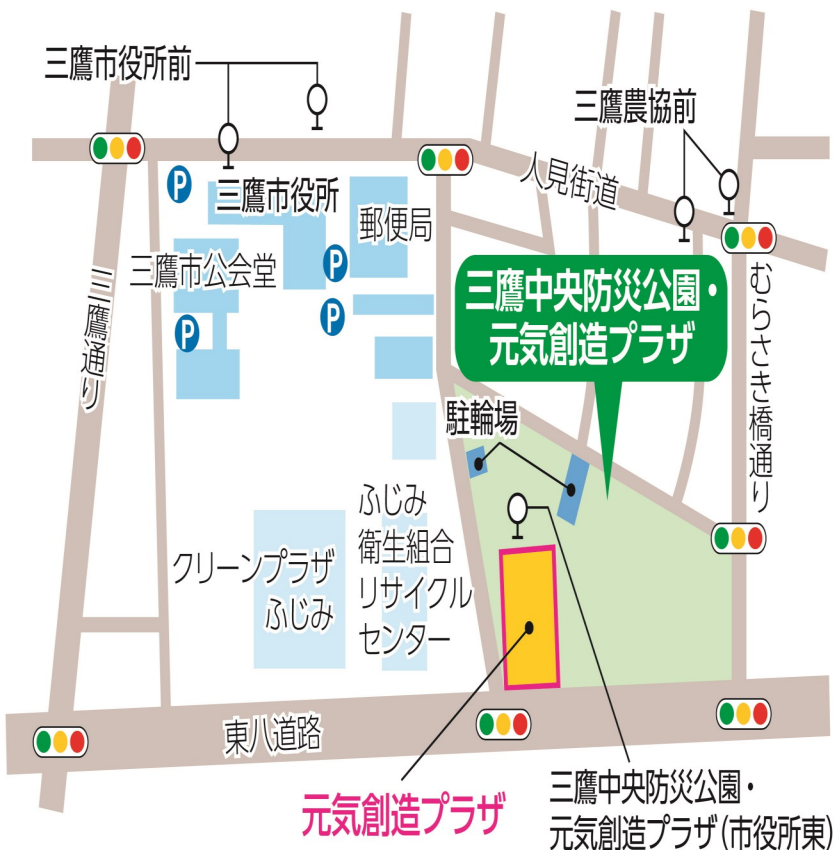 三鷹市役所前
三鷹農協前
人見街道
三鷹市役所
P
郵便局
三鷹市公会堂
P
P
P
三鷹中央防災公園・
元気創造プラザ
三鷹通り
むらさき橋通り
駐輪場
ふじみ
衛生組合
リサイクル
センター
クリーンプラザ
ふじみ
東八道路
元気創造プラザ
三鷹中央防災公園・
元気創造プラザ(市役所東)